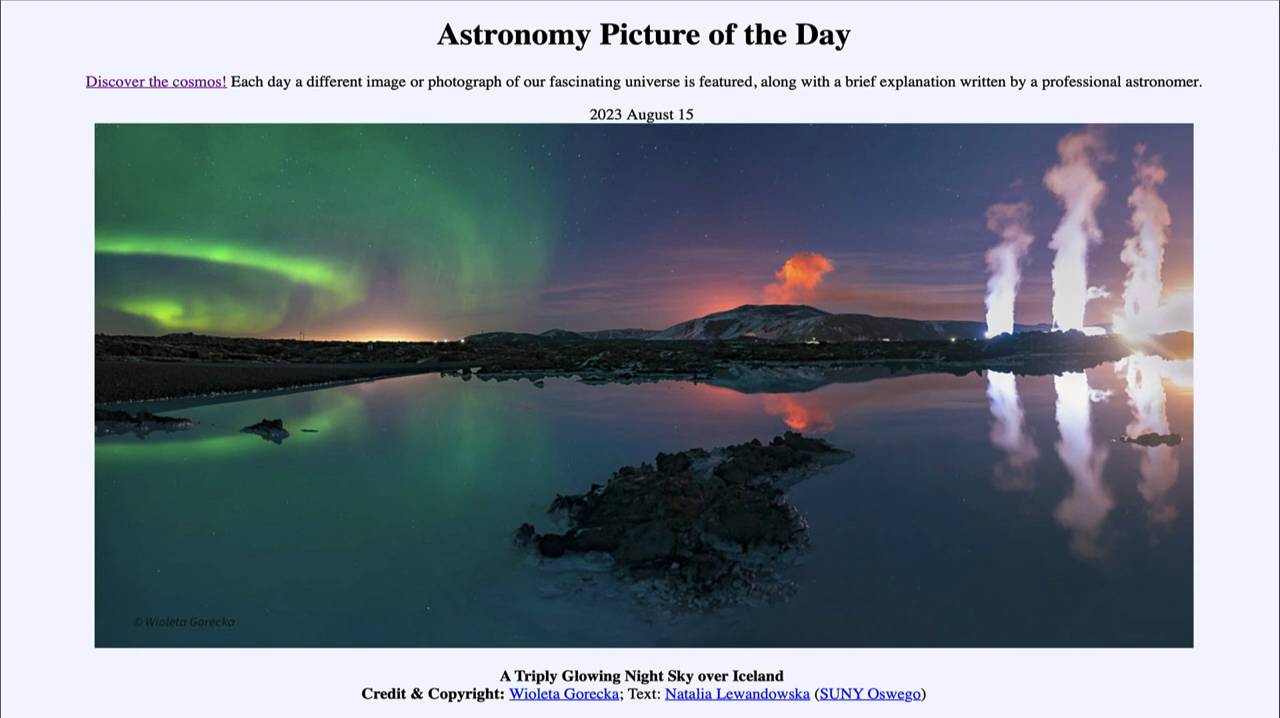 Astronomy Picture of the Day
Discover the cosmos! Each day a different image or photograph of our fascinating universe is featured, along with a brief explanation written by a professional astronomer.
2023 August 15
© Wioleta Gorecka
A Triply Glowing Night Sky over Iceland
Credit & Copyright: Wioleta Gorecka; Text: Natalia Lewandowska (SUNY Oswego)